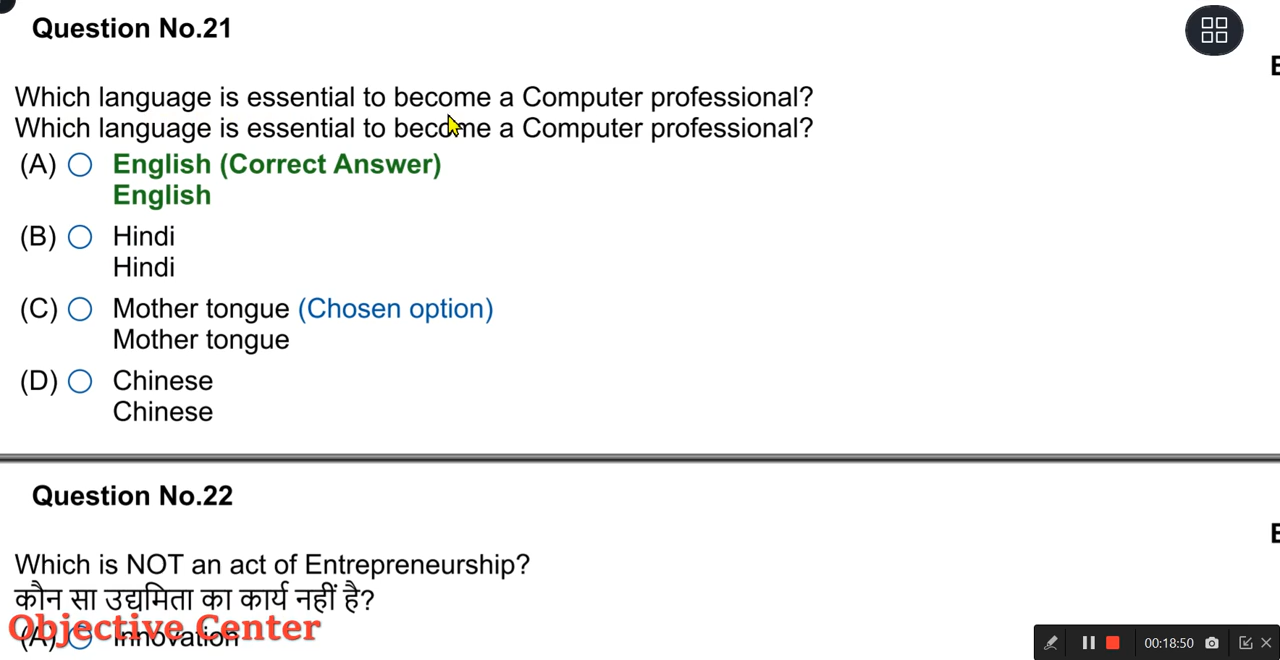 Question No.21
Which language is essential to become a Computer professional?
Which language is essential to become a Computer professional?
(A) English (Correct Answer)
English
(B) Hindi
Hindi
(C) Mother tongue (Chosen option)
Mother tongue
(D) Chinese
Chinese
Question No.22
Which is NOT an act of Entrepreneurship?
कौन सा उद्यमिता का कार्य नहीं है?
(A) Innovation
Objective Center
00:18:50